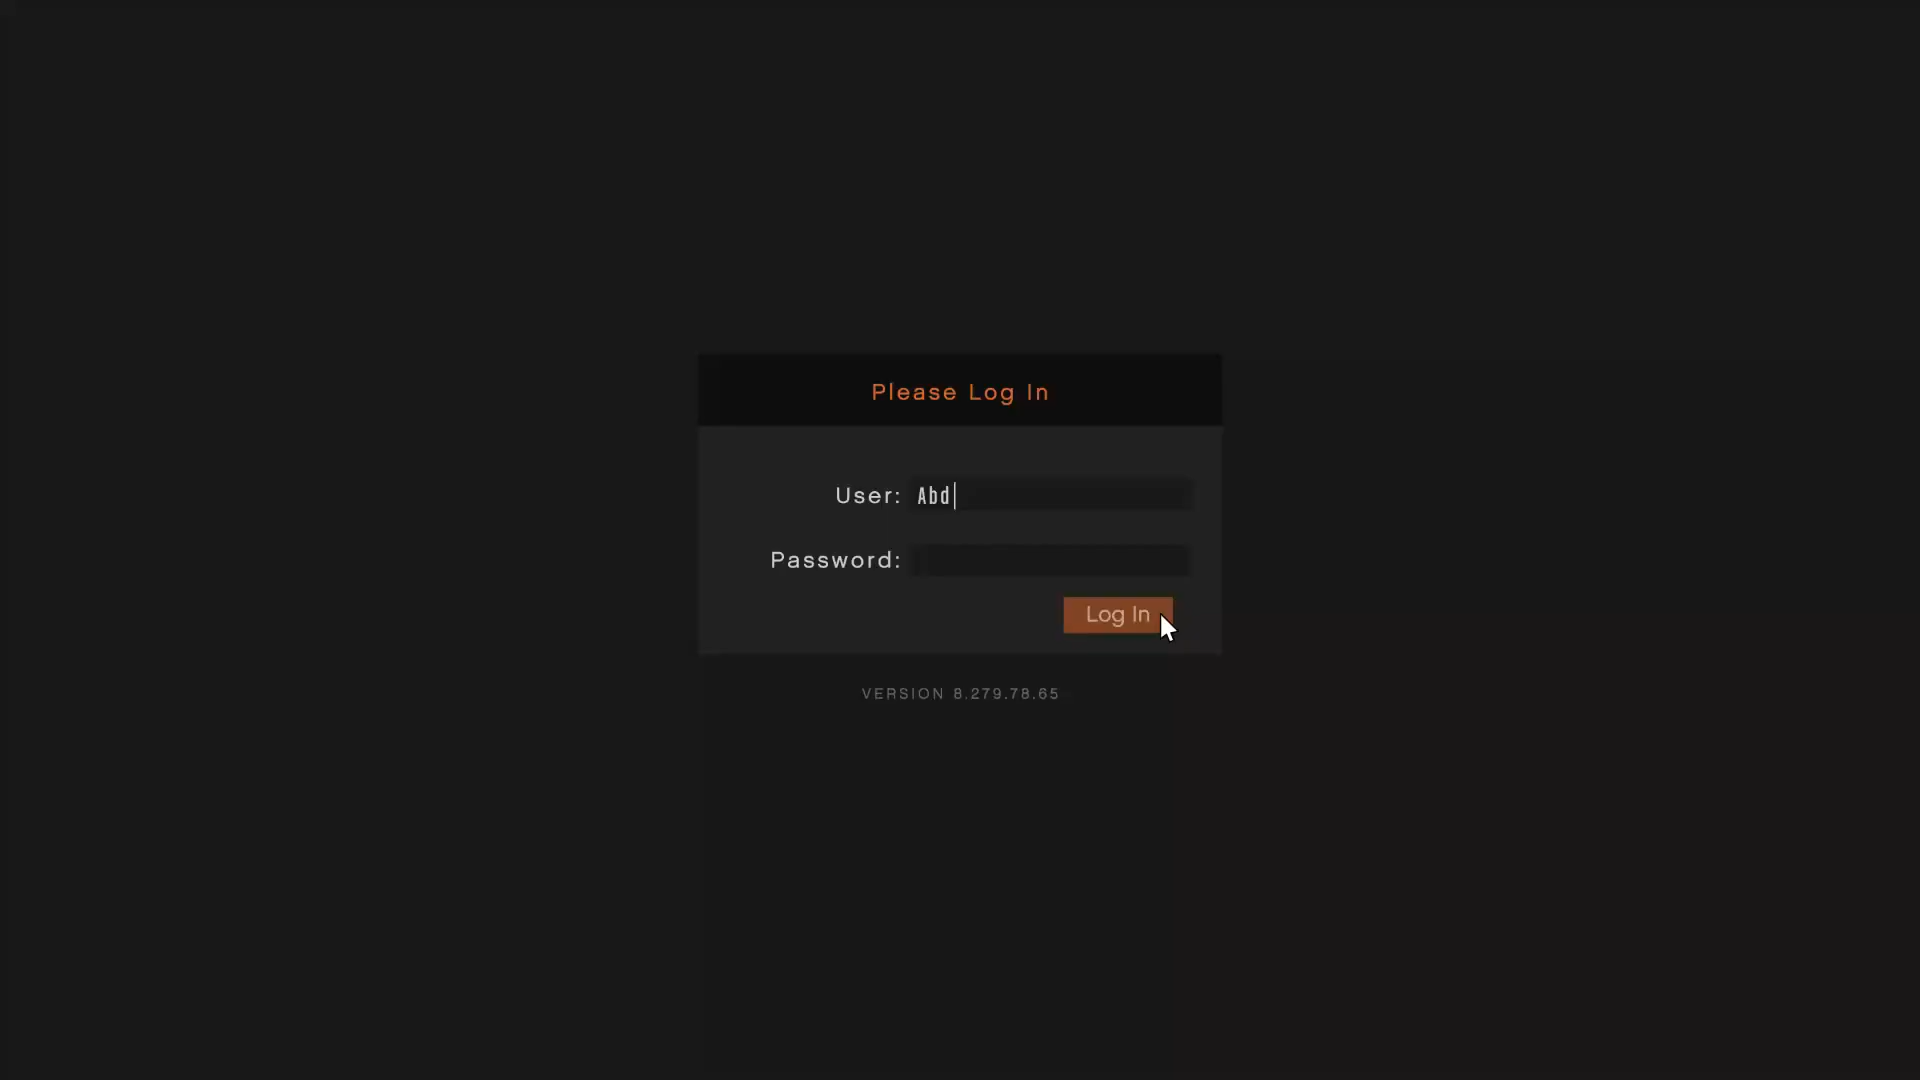 Please Log In
User: Abd
Password:
Log In
VERSION 8.279.78.65